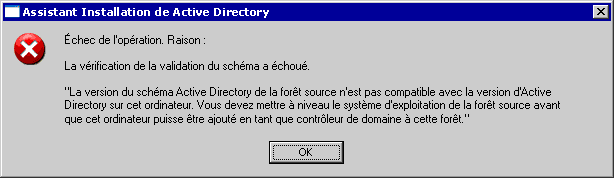 Assistant Installation de Active Directory
Échec de l'opération. Raison :
La vérification de la validation du schéma a échoué.
"La version du schéma Active Directory de la forêt source n'est pas compatible avec la version d'Active
Directory sur cet ordinateur. Vous devez mettre à niveau le système d'exploitation de la forêt source avant
que cet ordinateur puisse être ajouté en tant que contrôleur de domaine à cette forêt."
OK